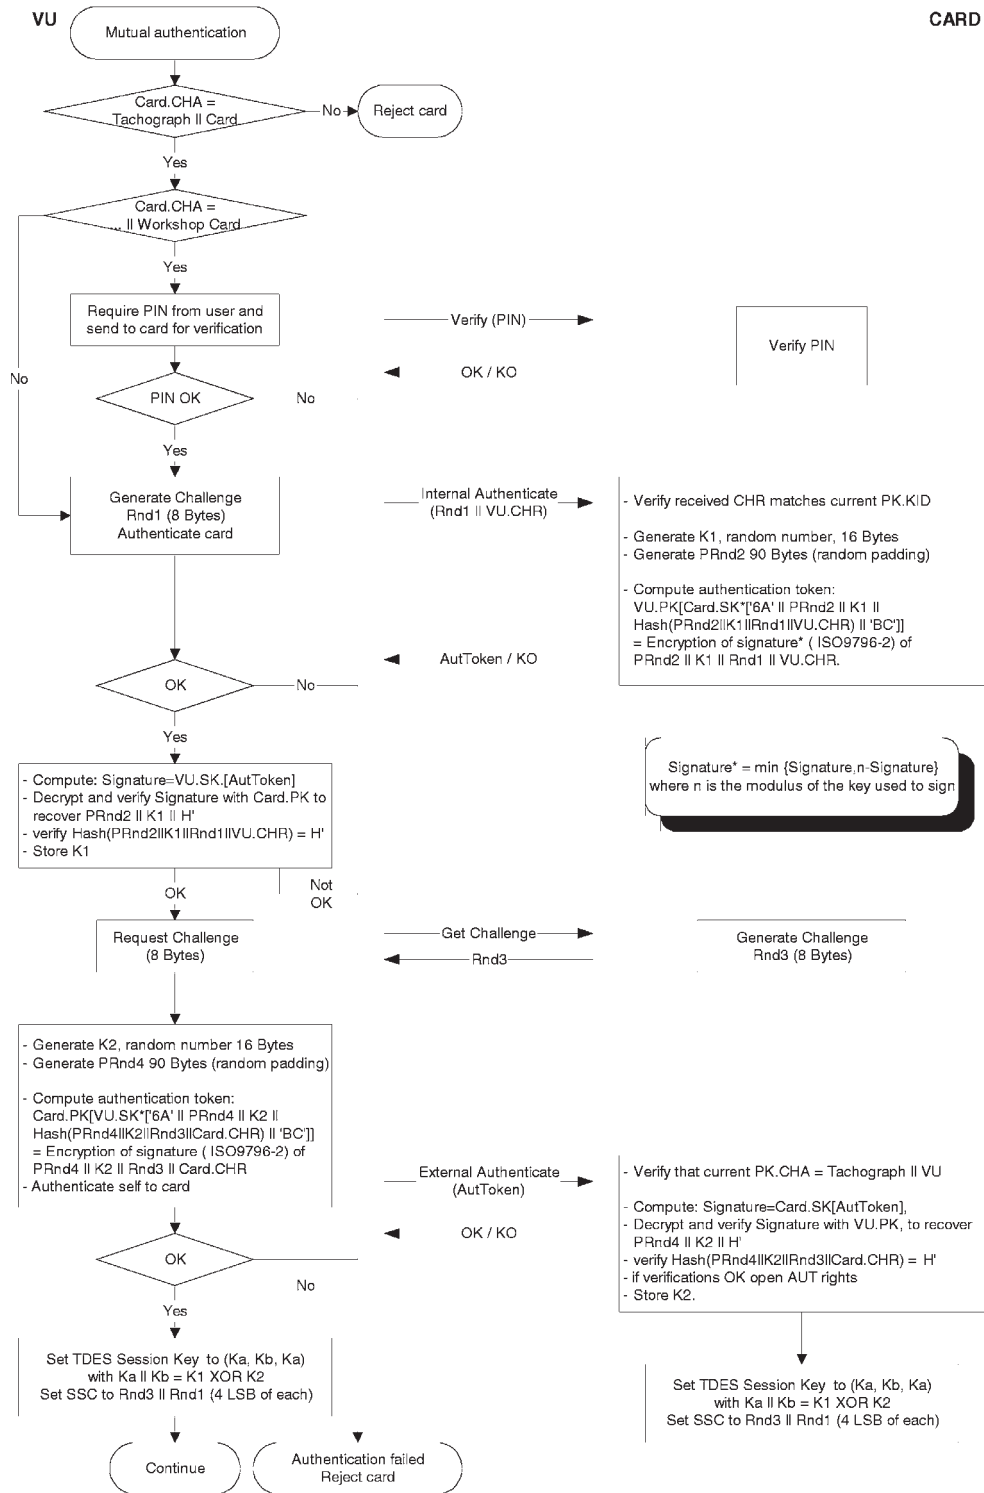 VU
CARD
Mutual authentication
Card.CHA =
Tachograph II Card
No
Reject card
Yes
Card.CHA =
... II Workshop Card
Yes
Require PIN from user and
send to card for verification
Verify (PIN)
Verify PIN
No
OK / KO
PIN OK
No
Yes
Generate Challenge
Rnd1 (8 Bytes)
Authenticate card
Internal Authenticate
(Rnd1 II VU.CHR)
- Verify received CHR matches current PK.KID
- Generate K1, random number, 16 Bytes
- Generate PRnd2 90 Bytes (random padding)
- Compute authentication token:
VU.PK[Card.SK*['6A' II PRnd2 II K1 II
Hash(PRnd2IIK1IIRnd1IIVU.CHR) II 'BC']]
= Encryption of signature* ( ISO9796-2) of
PRnd2 II K1 II Rnd1 II VU.CHR.
AutToken / KO
OK
No
Yes
- Compute: Signature=VU.SK.[AutToken]
- Decrypt and verify Signature with Card.PK to
recover PRnd2 II K1 II H'
- verify Hash(PRnd2IIK1IIRnd1IIVU.CHR) = H'
- Store K1
Signature* = min {Signature,n-Signature}
where n is the modulus of the key used to sign
OK
Not
OK
Request Challenge
(8 Bytes)
Get Challenge
Rnd3
Generate Challenge
Rnd3 (8 Bytes)
- Generate K2, random number 16 Bytes
- Generate PRnd4 90 Bytes (random padding)
- Compute authentication token:
Card.PK[VU.SK*['6A' II PRnd4 II K2 II
Hash(PRnd4IIK2IIRnd3IICard.CHR) II 'BC']]
= Encryption of signature ( ISO9796-2) of
PRnd4 II K2 II Rnd3 II Card.CHR
- Authenticate self to card
External Authenticate
(AutToken)
- Verify that current PK.CHA = Tachograph II VU
- Compute: Signature=Card.SK[AutToken],
- Decrypt and verify Signature with VU.PK, to recover
PRnd4 II K2 II H'
- verify Hash(PRnd4IIK2IIRnd3IICard.CHR) = H'
- if verifications OK open AUT rights
- Store K2.
OK / KO
OK
No
Yes
Set TDES Session Key to (Ka, Kb, Ka)
with Ka II Kb = K1 XOR K2
Set SSC to Rnd3 II Rnd1 (4 LSB of each)
Set TDES Session Key to (Ka, Kb, Ka)
with Ka II Kb = K1 XOR K2
Set SSC to Rnd3 II Rnd1 (4 LSB of each)
Continue
Authentication failed
Reject card